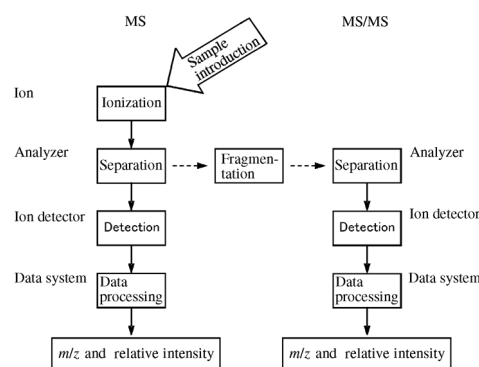 MS
MS/MS
Sample
introduction
Ion
Ionization
Analyzer
Separation
Fragmen-
tation
Separation
Analyzer
Ion detector
Detection
Detection
Ion detector
Data system
Data
processing
Data
processing
Data system
m/z and relative intensity
m/z and relative intensity